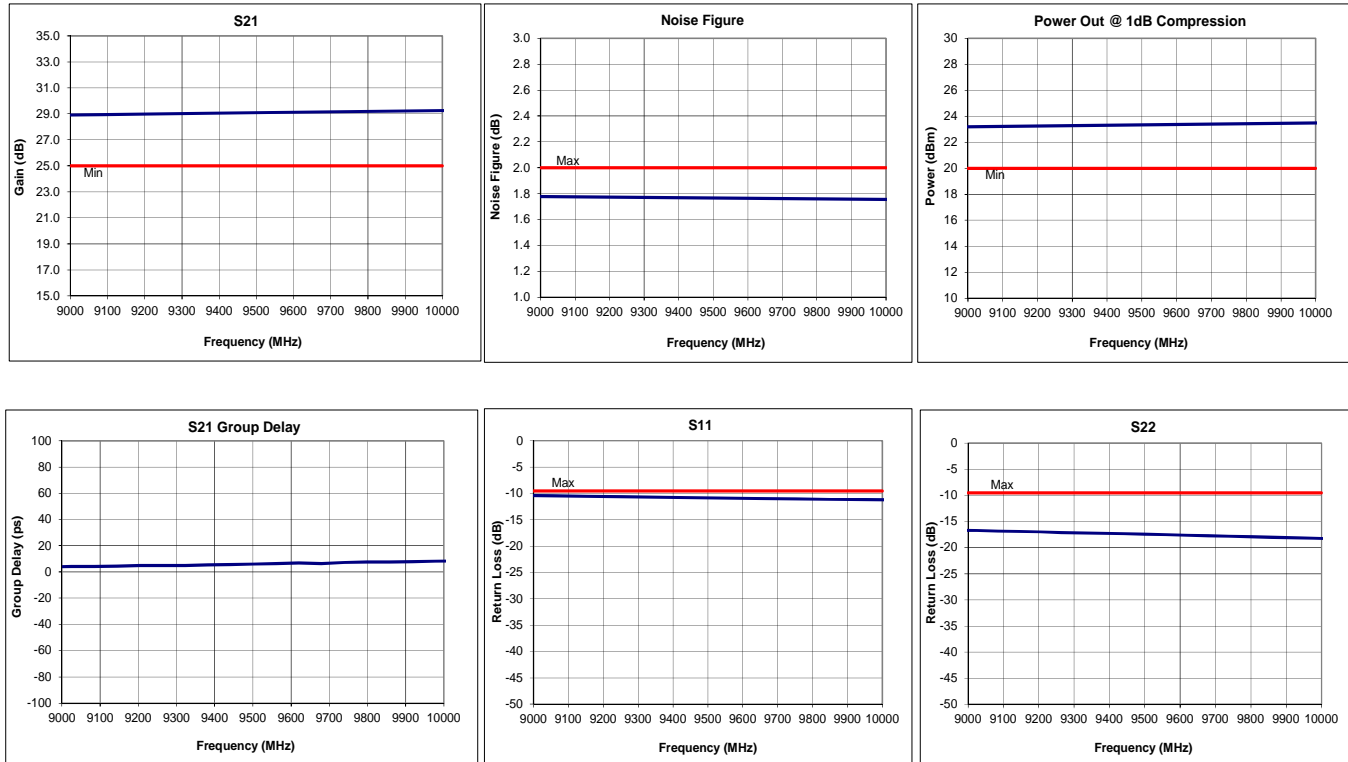 S21
35.0
33.0
31.0
29.0
27.0
25.0
23.0
21.0
19.0
17.0
15.0
Gain (dB)
Min
9000 9100 9200 9300 9400 9500 9600 9700 9800 9900 10000
Frequency (MHz)
Noise Figure
3.0
2.8
2.6
2.4
2.2
2.0
1.8
1.6
1.4
1.2
1.0
Noise Figure (dB)
Max
9000 9100 9200 9300 9400 9500 9600 9700 9800 9900 10000
Frequency (MHz)
Power Out @ 1dB Compression
30
28
26
24
22
20
18
16
14
12
10
Power (dBm)
Min
9000 9100 9200 9300 9400 9500 9600 9700 9800 9900 10000
Frequency (MHz)
S21 Group Delay
100
80
60
40
20
0
-20
-40
-60
-80
-100
Group Delay (ps)
9000 9100 9200 9300 9400 9500 9600 9700 9800 9900 10000
Frequency (MHz)
S11
0
-5
-10
-15
-20
-25
-30
-35
-40
-45
-50
Return Loss (dB)
Max
9000 9100 9200 9300 9400 9500 9600 9700 9800 9900 10000
Frequency (MHz)
S22
0
-5
-10
-15
-20
-25
-30
-35
-40
-45
-50
Return Loss (dB)
Max
9000 9100 9200 9300 9400 9500 9600 9700 9800 9900 10000
Frequency (MHz)